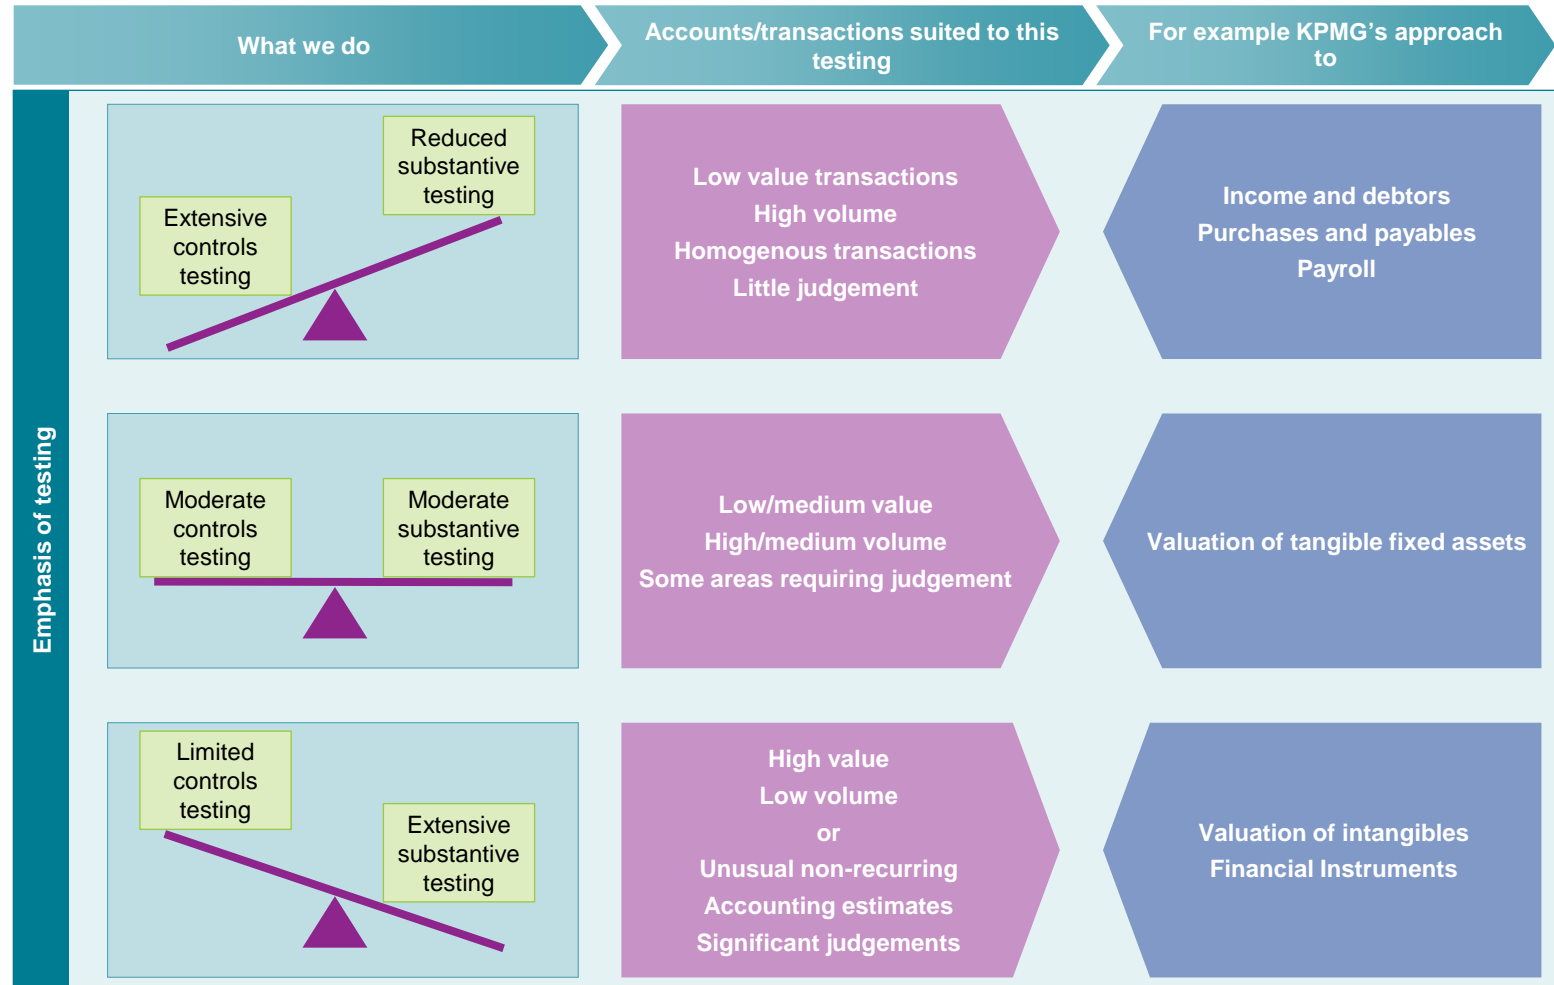 What we do
Accounts/transactions suited to this
testing
For example KPMG's approach
to
Emphasis of testing
Extensive
controls
testing
Reduced
substantive
testing
Low value transactions
High volume
Homogenous transactions
Little judgement
Income and debtors
Purchases and payables
Payroll
Moderate
controls
testing
Moderate
substantive
testing
Low/medium value
High/medium volume
Some areas requiring judgement
Valuation of tangible fixed assets
Limited
controls
testing
Extensive
substantive
testing
High value
Low volume
or
Unusual non-recurring
Accounting estimates
Significant judgements
Valuation of intangibles
Financial Instruments